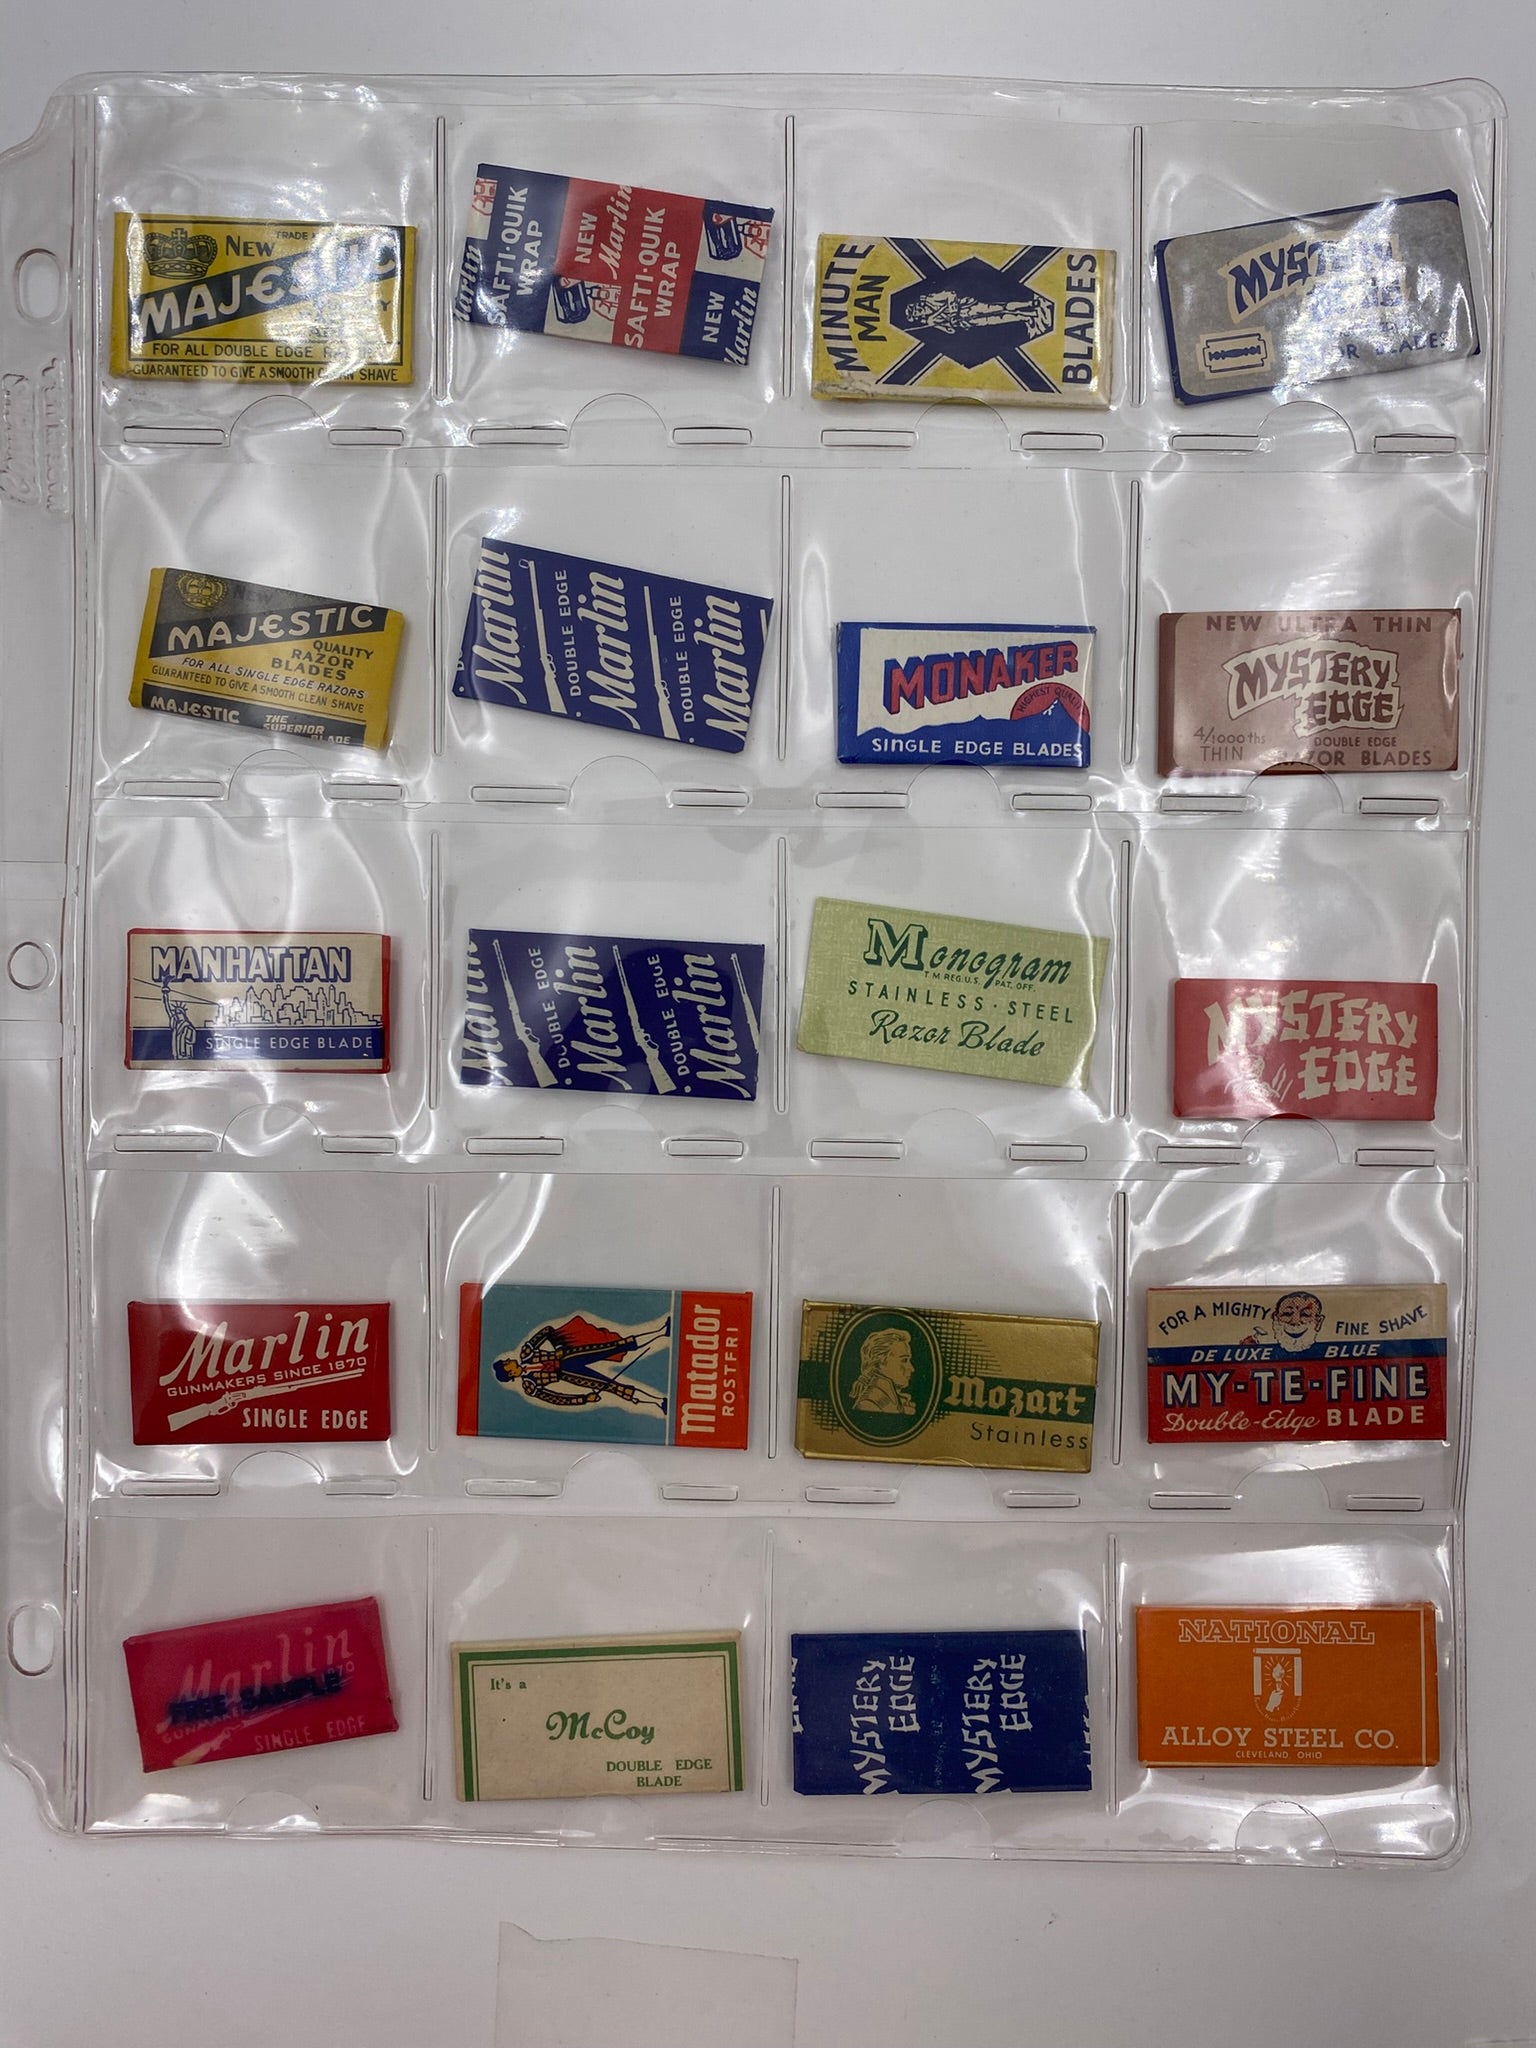 NEW
TRADE
MAJESTIC
FOR ALL DOUBLE EDGE
GUARANTEED TO GIVE A SMOOTH CLEAN SHAVE
Marlin
SAFTI·QUIK
WRAP
NEW
Marlin
SAFTI·QUIK
WRAP
NEW
Marlin
MINUTE
MAN
BLADES
MYSTERY
BLADES
NEW
MAJESTIC
QUALITY
RAZOR
BLADES
FOR ALL SINGLE EDGE RAZORS
GUARANTEED TO GIVE A SMOOTH CLEAN SHAVE
MAJESTIC THE
SUPERIOR
BLADE
Marlin
DOUBLE EDGE
Marlin
DOUBLE EDGE
Marlin
MONAKER
HIGHEST QUALITY
SINGLE EDGE BLADES
NEW ULTRA THIN
MYSTERY
EDGE
4/1000ths
THIN
DOUBLE EDGE
RAZOR BLADES
MANHATTAN
SINGLE EDGE BLADE
Marlin
DOUBLE EDGE
Marlin
DOUBLE EDGE
Marlin
Monogram
T M REG. U.S. PAT. OFF.
STAINLESS · STEEL
Razor Blade
MYSTERY
EDGE
Marlin
GUNMAKERS SINCE 1870
SINGLE EDGE
Matador
ROSTFRI
Mozart
Stainless
FOR A MIGHTY FINE SHAVE
DE LUXE BLUE
MY-TE-FINE
Double-Edge BLADE
Marlin
FREE SAMPLE
SINGLE EDGE
It's a
McCoy
DOUBLE EDGE
BLADE
MYSTERY
EDGE
MYSTERY
EDGE
NATIONAL
ALLOY STEEL CO.
CLEVELAND, OHIO